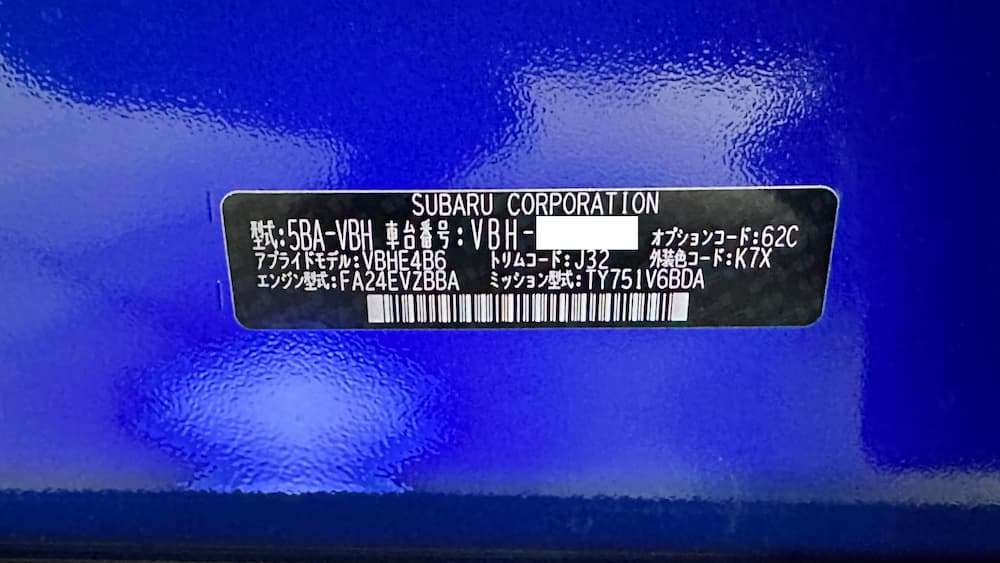 SUBARU CORPORATION
型式:5BA-VBH 車台番号:VBH- オプションコード:62C
アプライドモデル:VBHE4B6 トリムコード:J32 外装色コード:K7X
エンジン型式:FA24EVZBBA ミッション型式:TY751V6BDA